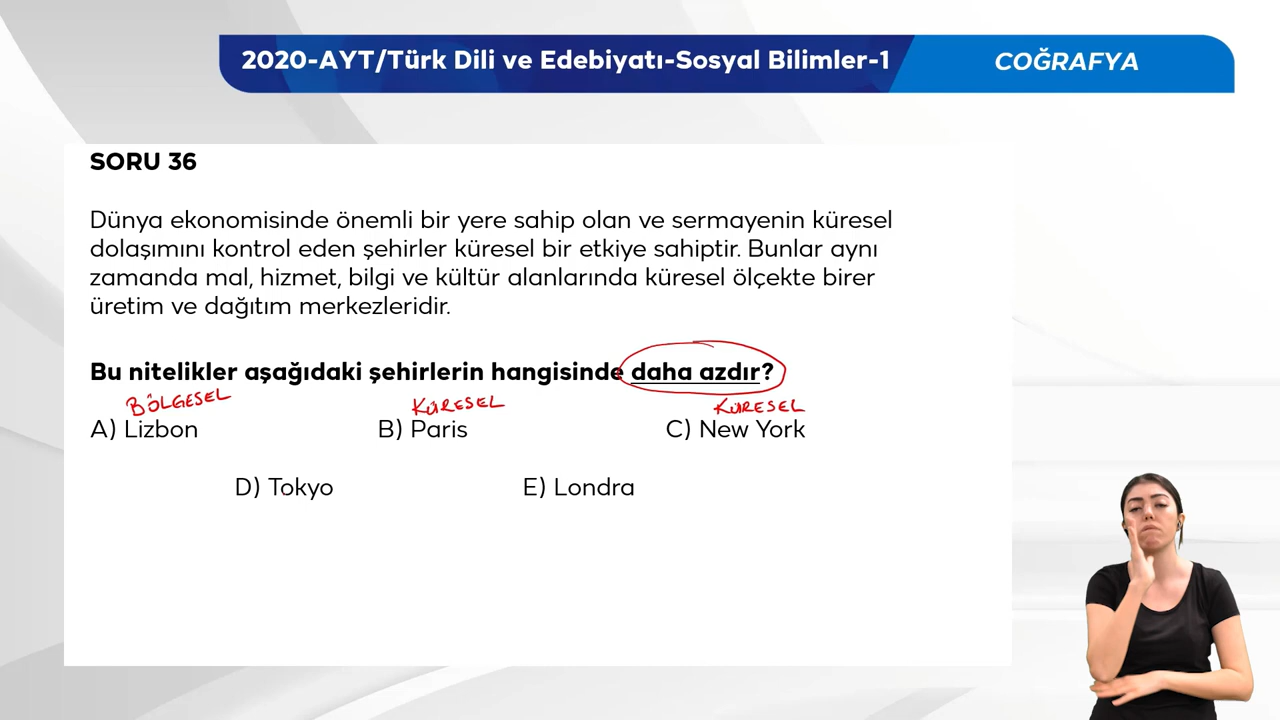 2020-AYT/Türk Dili ve Edebiyatı-Sosyal Bilimler-1
COĞRAFYA
SORU 36
Dünya ekonomisinde önemli bir yere sahip olan ve sermayenin küresel
dolaşımını kontrol eden şehirler küresel bir etkiye sahiptir. Bunlar aynı
zamanda mal, hizmet, bilgi ve kültür alanlarında küresel ölçekte birer
üretim ve dağıtım merkezleridir.
Bu nitelikler aşağıdaki şehirlerin hangisinde daha azdır?
BÖLGESEL KÜRESEL KÜRESEL
A) Lizbon B) Paris C) New York
D) Tokyo E) Londra